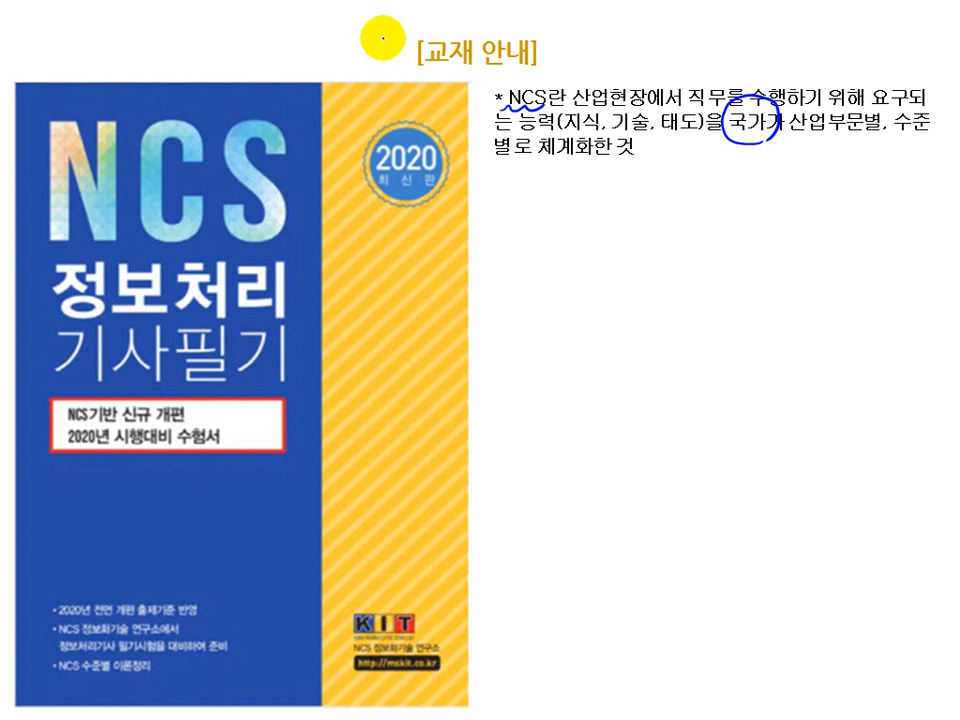 [교재 안내]
* NCS란 산업현장에서 직무를 수행하기 위해 요구되
는 능력(지식, 기술, 태도)을 국가가 산업부문별, 수준
별로 체계화한 것
NCS
2020
최신판
정보처리
기사필기
NCS기반 신규 개편
2020년 시행대비 수험서
• 2020년 전면 개편 출제기준 반영
• NCS 정보화기술 연구소에서
정보처리기사 필기시험을 대비하여 준비
• NCS 수준별 이론정리
KIT
NCS 정보화기술 연구소
http://mskit.co.kr